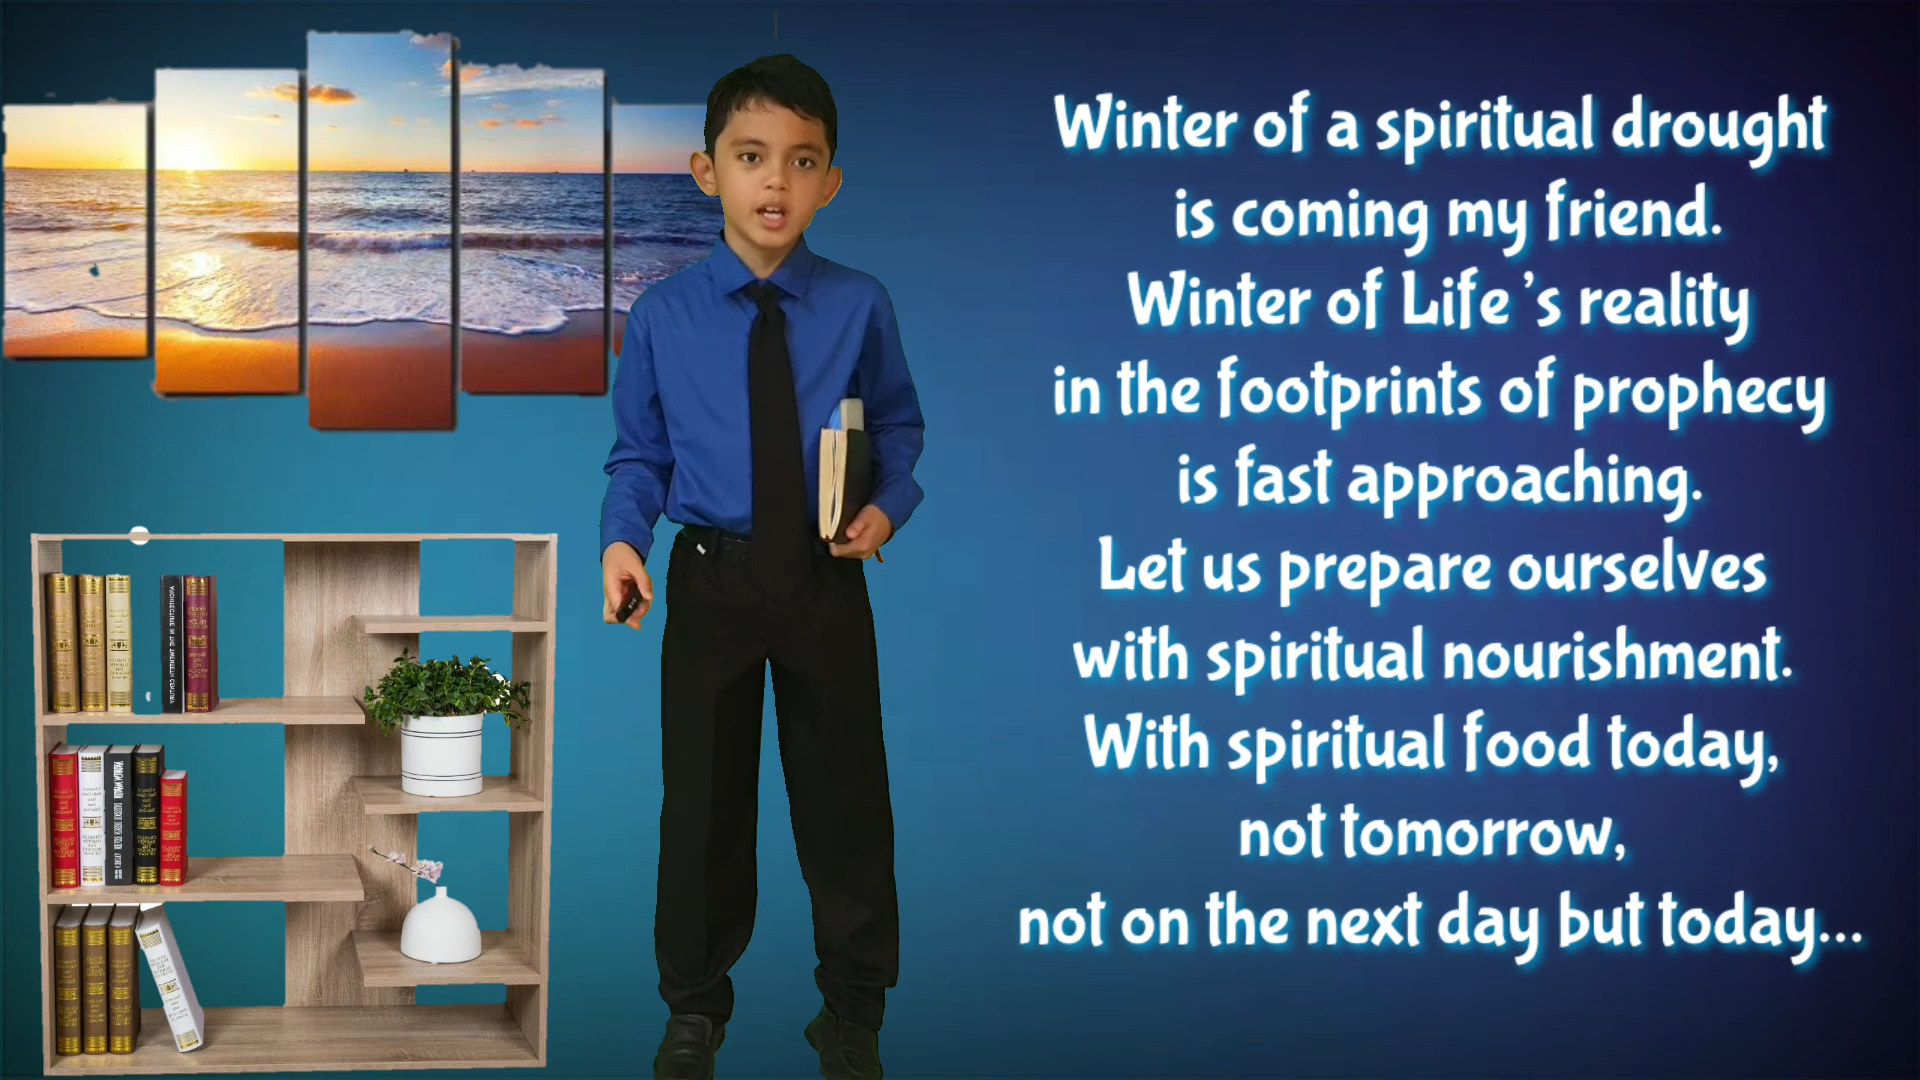 Winter of a spiritual drought
is coming my friend.
Winter of Life's reality
in the footprints of prophecy
is fast approaching.
Let us prepare ourselves
with spiritual nourishment.
With spiritual food today,
not tomorrow,
not on the next day but today...